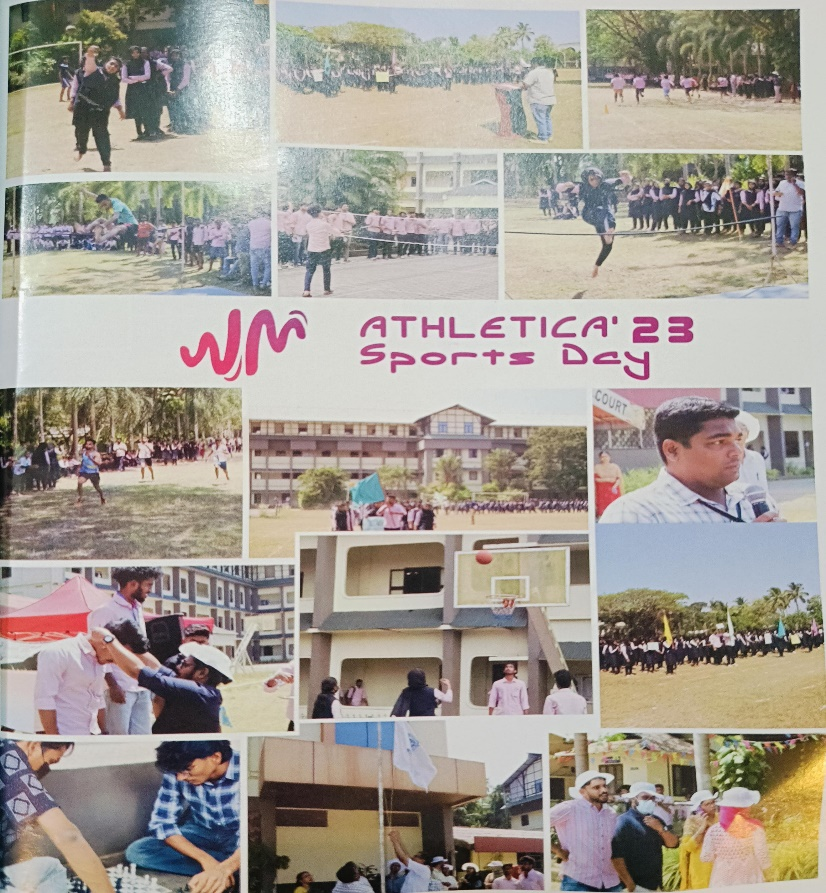 ATHLETICA' 23
Sports Day
COURT